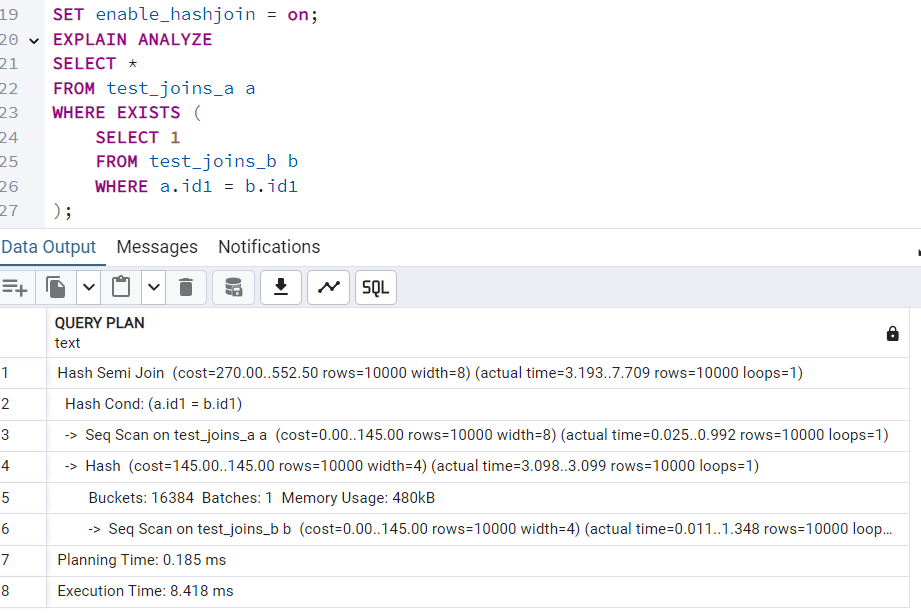 19 SET enable_hashjoin = on;
20 EXPLAIN ANALYZE
21 SELECT *
22 FROM test_joins_a a
23 WHERE EXISTS (
24 SELECT 1
25 FROM test_joins_b b
26 WHERE a.id1 = b.id1
27 );
Data Output Messages Notifications
SQL
QUERY PLAN
text
1 Hash Semi Join (cost=270.00..552.50 rows=10000 width=8) (actual time=3.193..7.709 rows=10000 loops=1)
2 Hash Cond: (a.id1 = b.id1)
3 -> Seq Scan on test_joins_a a (cost=0.00..145.00 rows=10000 width=8) (actual time=0.025..0.992 rows=10000 loops=1)
4 -> Hash (cost=145.00..145.00 rows=10000 width=4) (actual time=3.098..3.099 rows=10000 loops=1)
5 Buckets: 16384 Batches: 1 Memory Usage: 480kB
6 -> Seq Scan on test_joins_b b (cost=0.00..145.00 rows=10000 width=4) (actual time=0.011..1.348 rows=10000 loop...
7 Planning Time: 0.185 ms
8 Execution Time: 8.418 ms